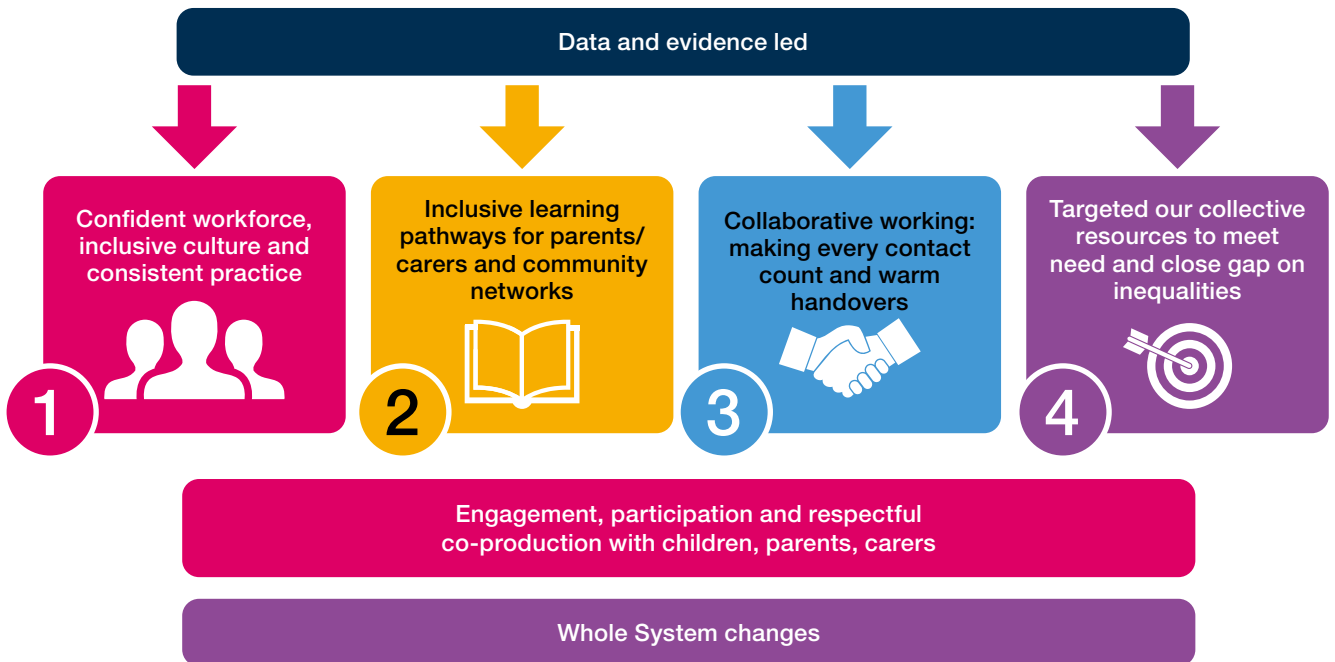 Data and evidence led
Confident workforce,
inclusive culture and
consistent practice
1
Inclusive learning
pathways for parents/
carers and community
networks
2
Collaborative working:
making every contact
count and warm
handovers
3
Targeted our collective
resources to meet
need and close gap on
inequalities
4
Engagement, participation and respectful
co-production with children, parents, carers
Whole System changes